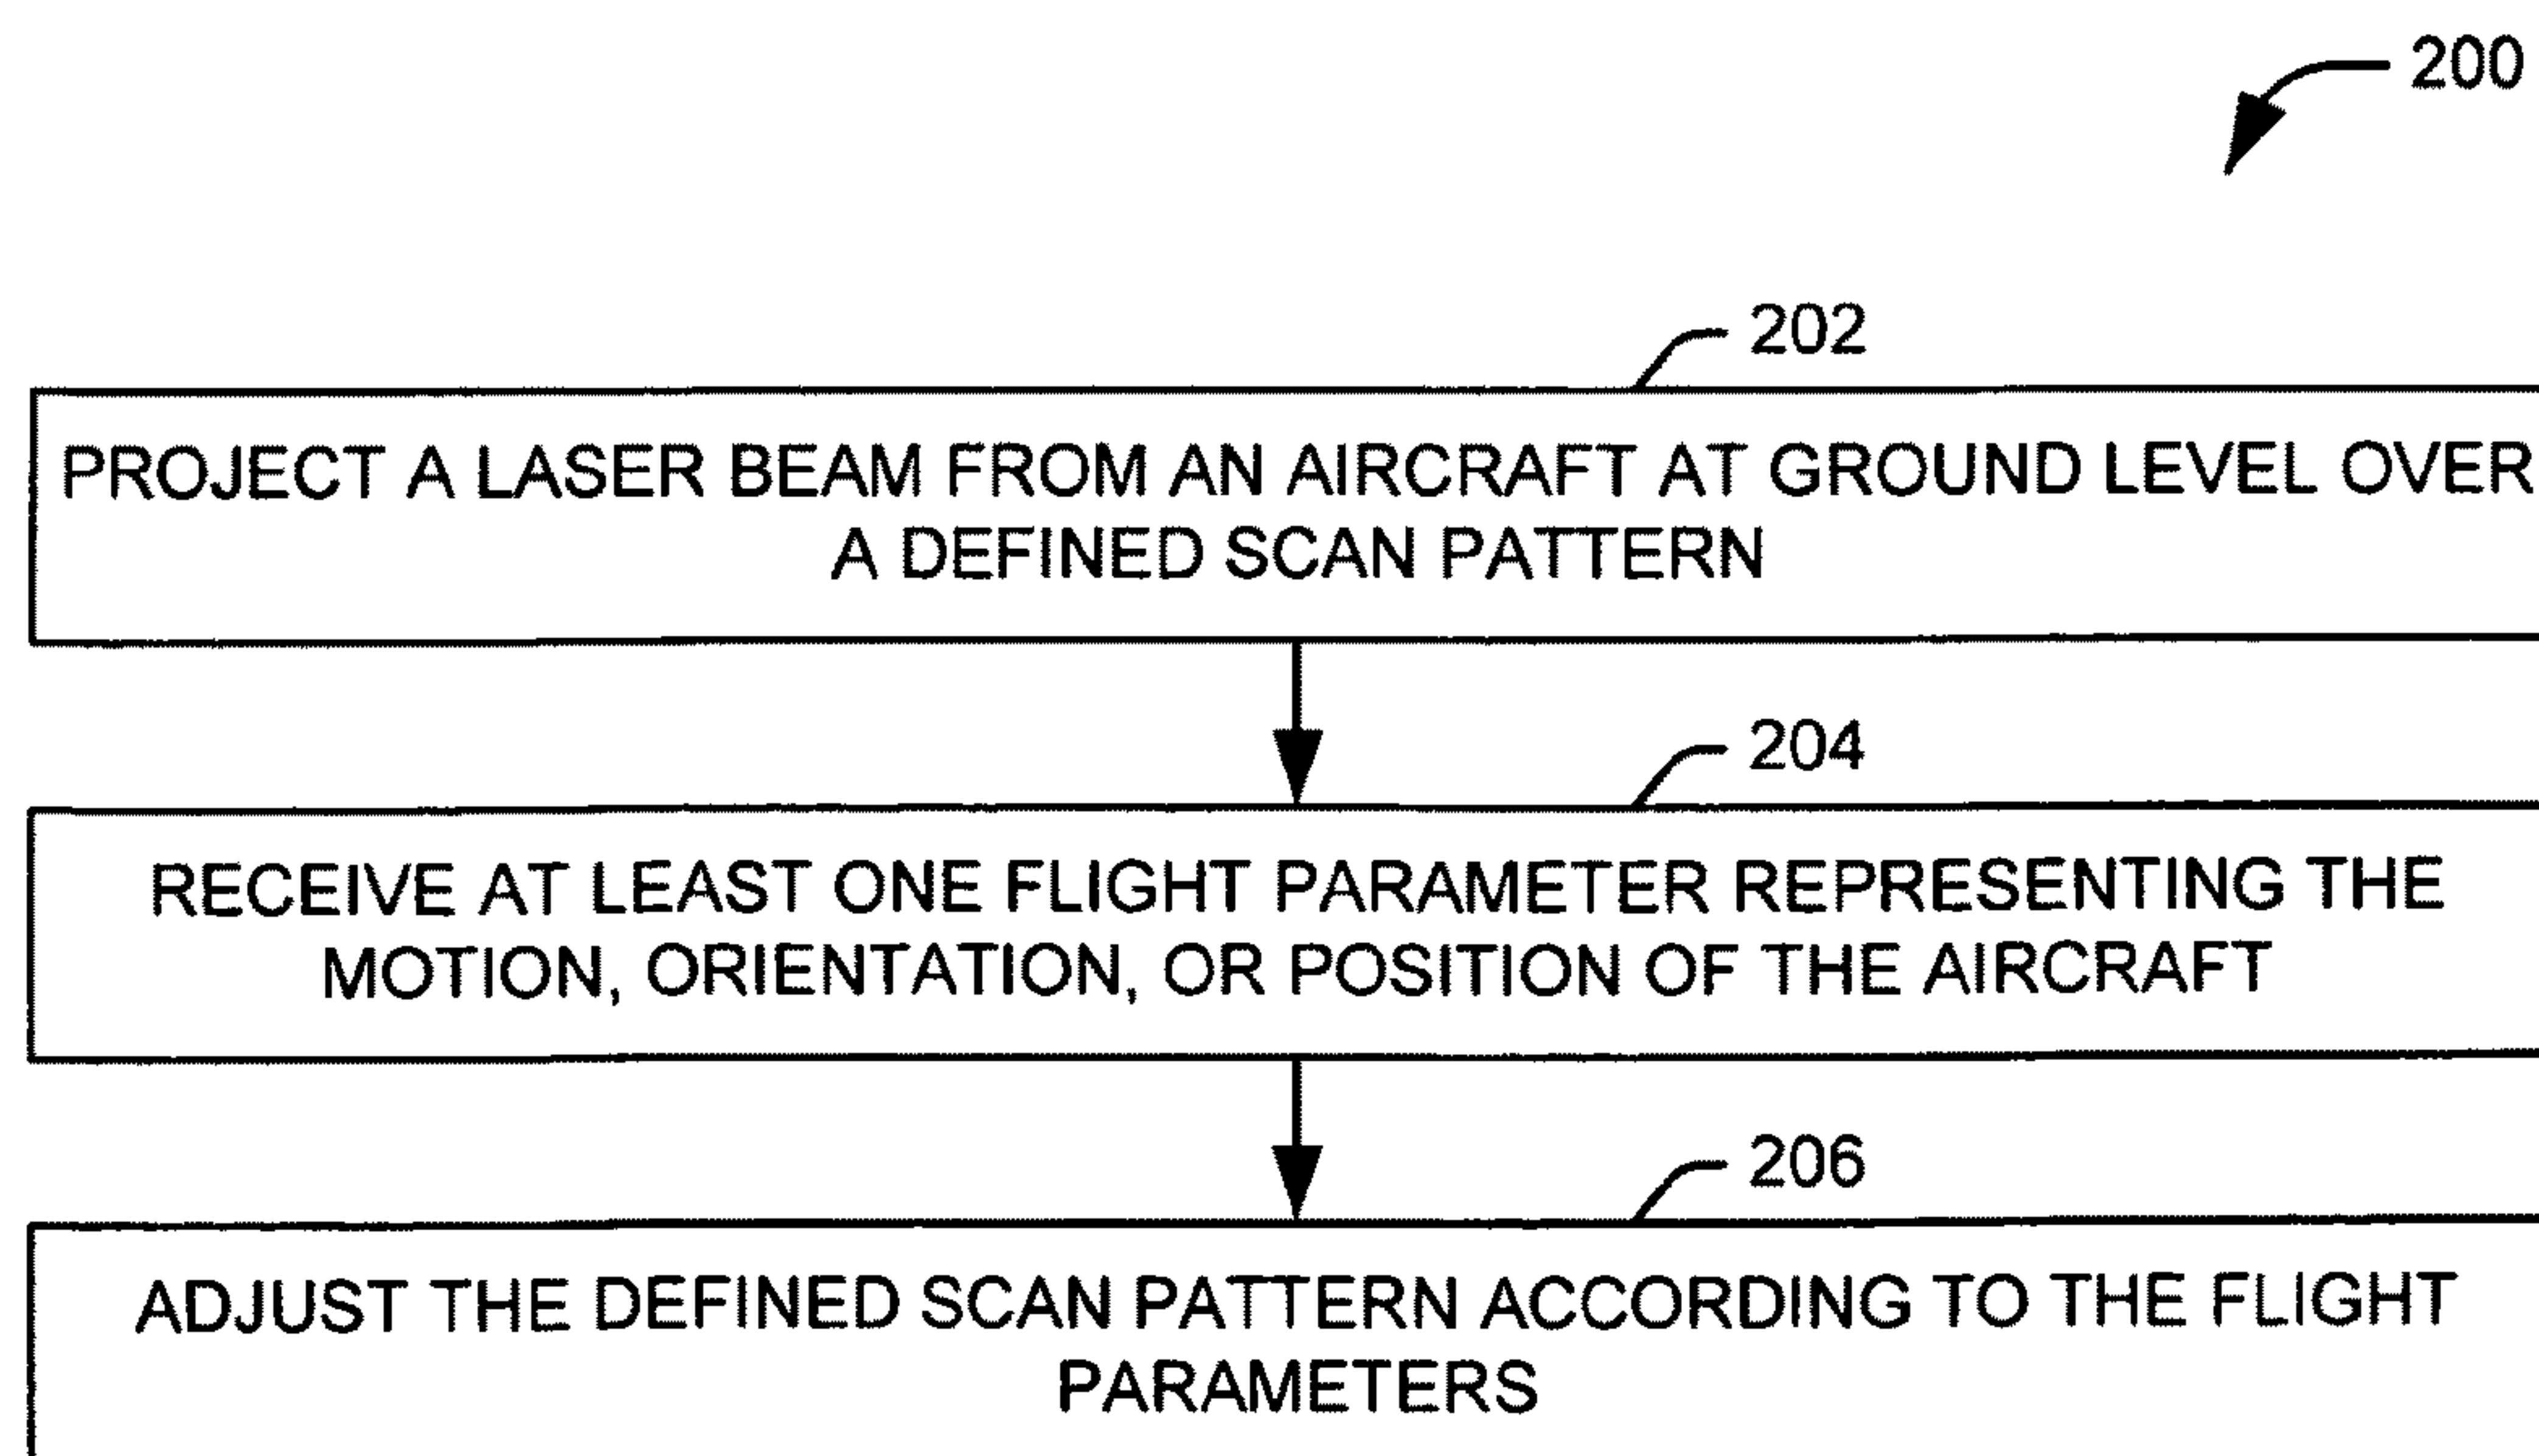 200
202
PROJECT A LASER BEAM FROM AN AIRCRAFT AT GROUND LEVEL OVER
A DEFINED SCAN PATTERN
204
RECEIVE AT LEAST ONE FLIGHT PARAMETER REPRESENTING THE
MOTION, ORIENTATION, OR POSITION OF THE AIRCRAFT
206
ADJUST THE DEFINED SCAN PATTERN ACCORDING TO THE FLIGHT
PARAMETERS